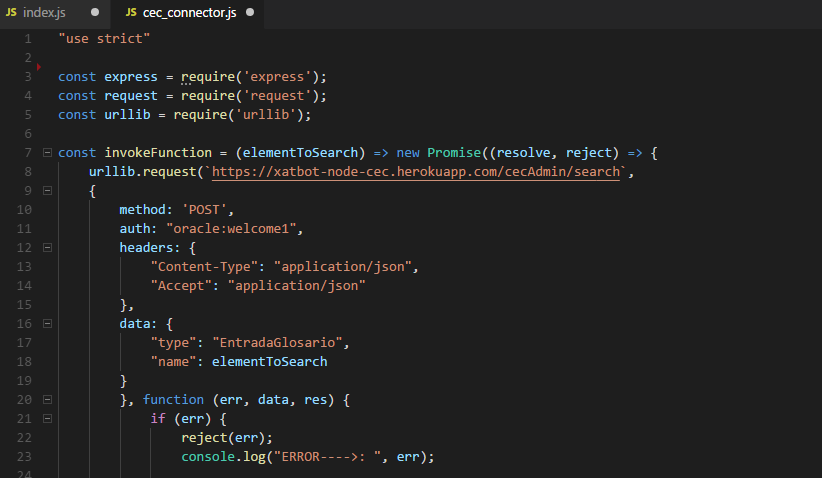 JS index.js
JS cec_connector.js
1 "use strict"
2
3 const express = require('express');
4 const request = require('request');
5 const urllib = require('urllib');
6
7 const invokeFunction = (elementToSearch) => new Promise((resolve, reject) => {
8 urllib.request(`https://xatbot-node-cec.herokuapp.com/cecAdmin/search`,
9 {
10 method: 'POST',
11 auth: "oracle:welcome1",
12 headers: {
13 "Content-Type": "application/json",
14 "Accept": "application/json"
15 },
16 data: {
17 "type": "EntradaGlosario",
18 "name": elementToSearch
19 }
20 }, function (err, data, res) {
21 if (err) {
22 reject(err);
23 console.log("ERROR---->: ", err);
24